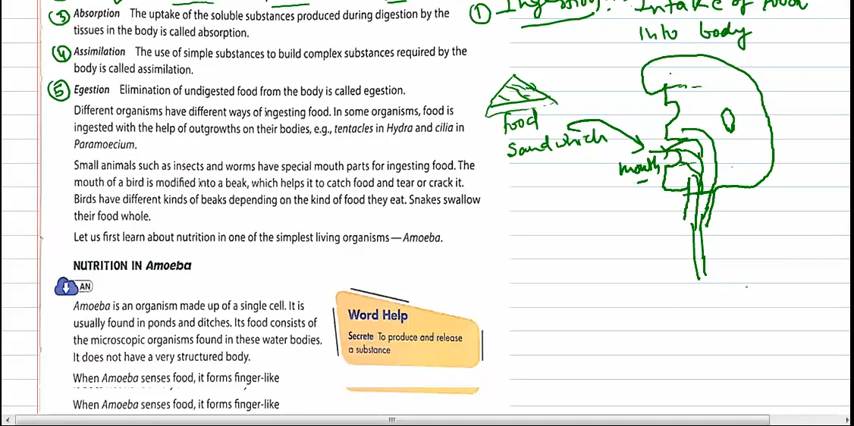 ① Ingestion: Intake of food
into body
③ Absorption The uptake of the soluble substances produced during digestion by the
tissues in the body is called absorption.
④ Assimilation The use of simple substances to build complex substances required by the
body is called assimilation.
⑤ Egestion Elimination of undigested food from the body is called egestion.
Different organisms have different ways of ingesting food. In some organisms, food is
ingested with the help of outgrowths on their bodies, e.g., tentacles in Hydra and cilia in
Paramoecium.
Small animals such as insects and worms have special mouth parts for ingesting food. The
mouth of a bird is modified into a beak, which helps it to catch food and tear or crack it.
Birds have different kinds of beaks depending on the kind of food they eat. Snakes swallow
their food whole.
Let us first learn about nutrition in one of the simplest living organisms—Amoeba.
food
Sandwhich
mouth
NUTRITION IN Amoeba
AN
Amoeba is an organism made up of a single cell. It is
usually found in ponds and ditches. Its food consists of
the microscopic organisms found in these water bodies.
It does not have a very structured body.
When Amoeba senses food, it forms finger-like
When Amoeba senses food, it forms finger-like
Word Help
Secrete To produce and release
a substance